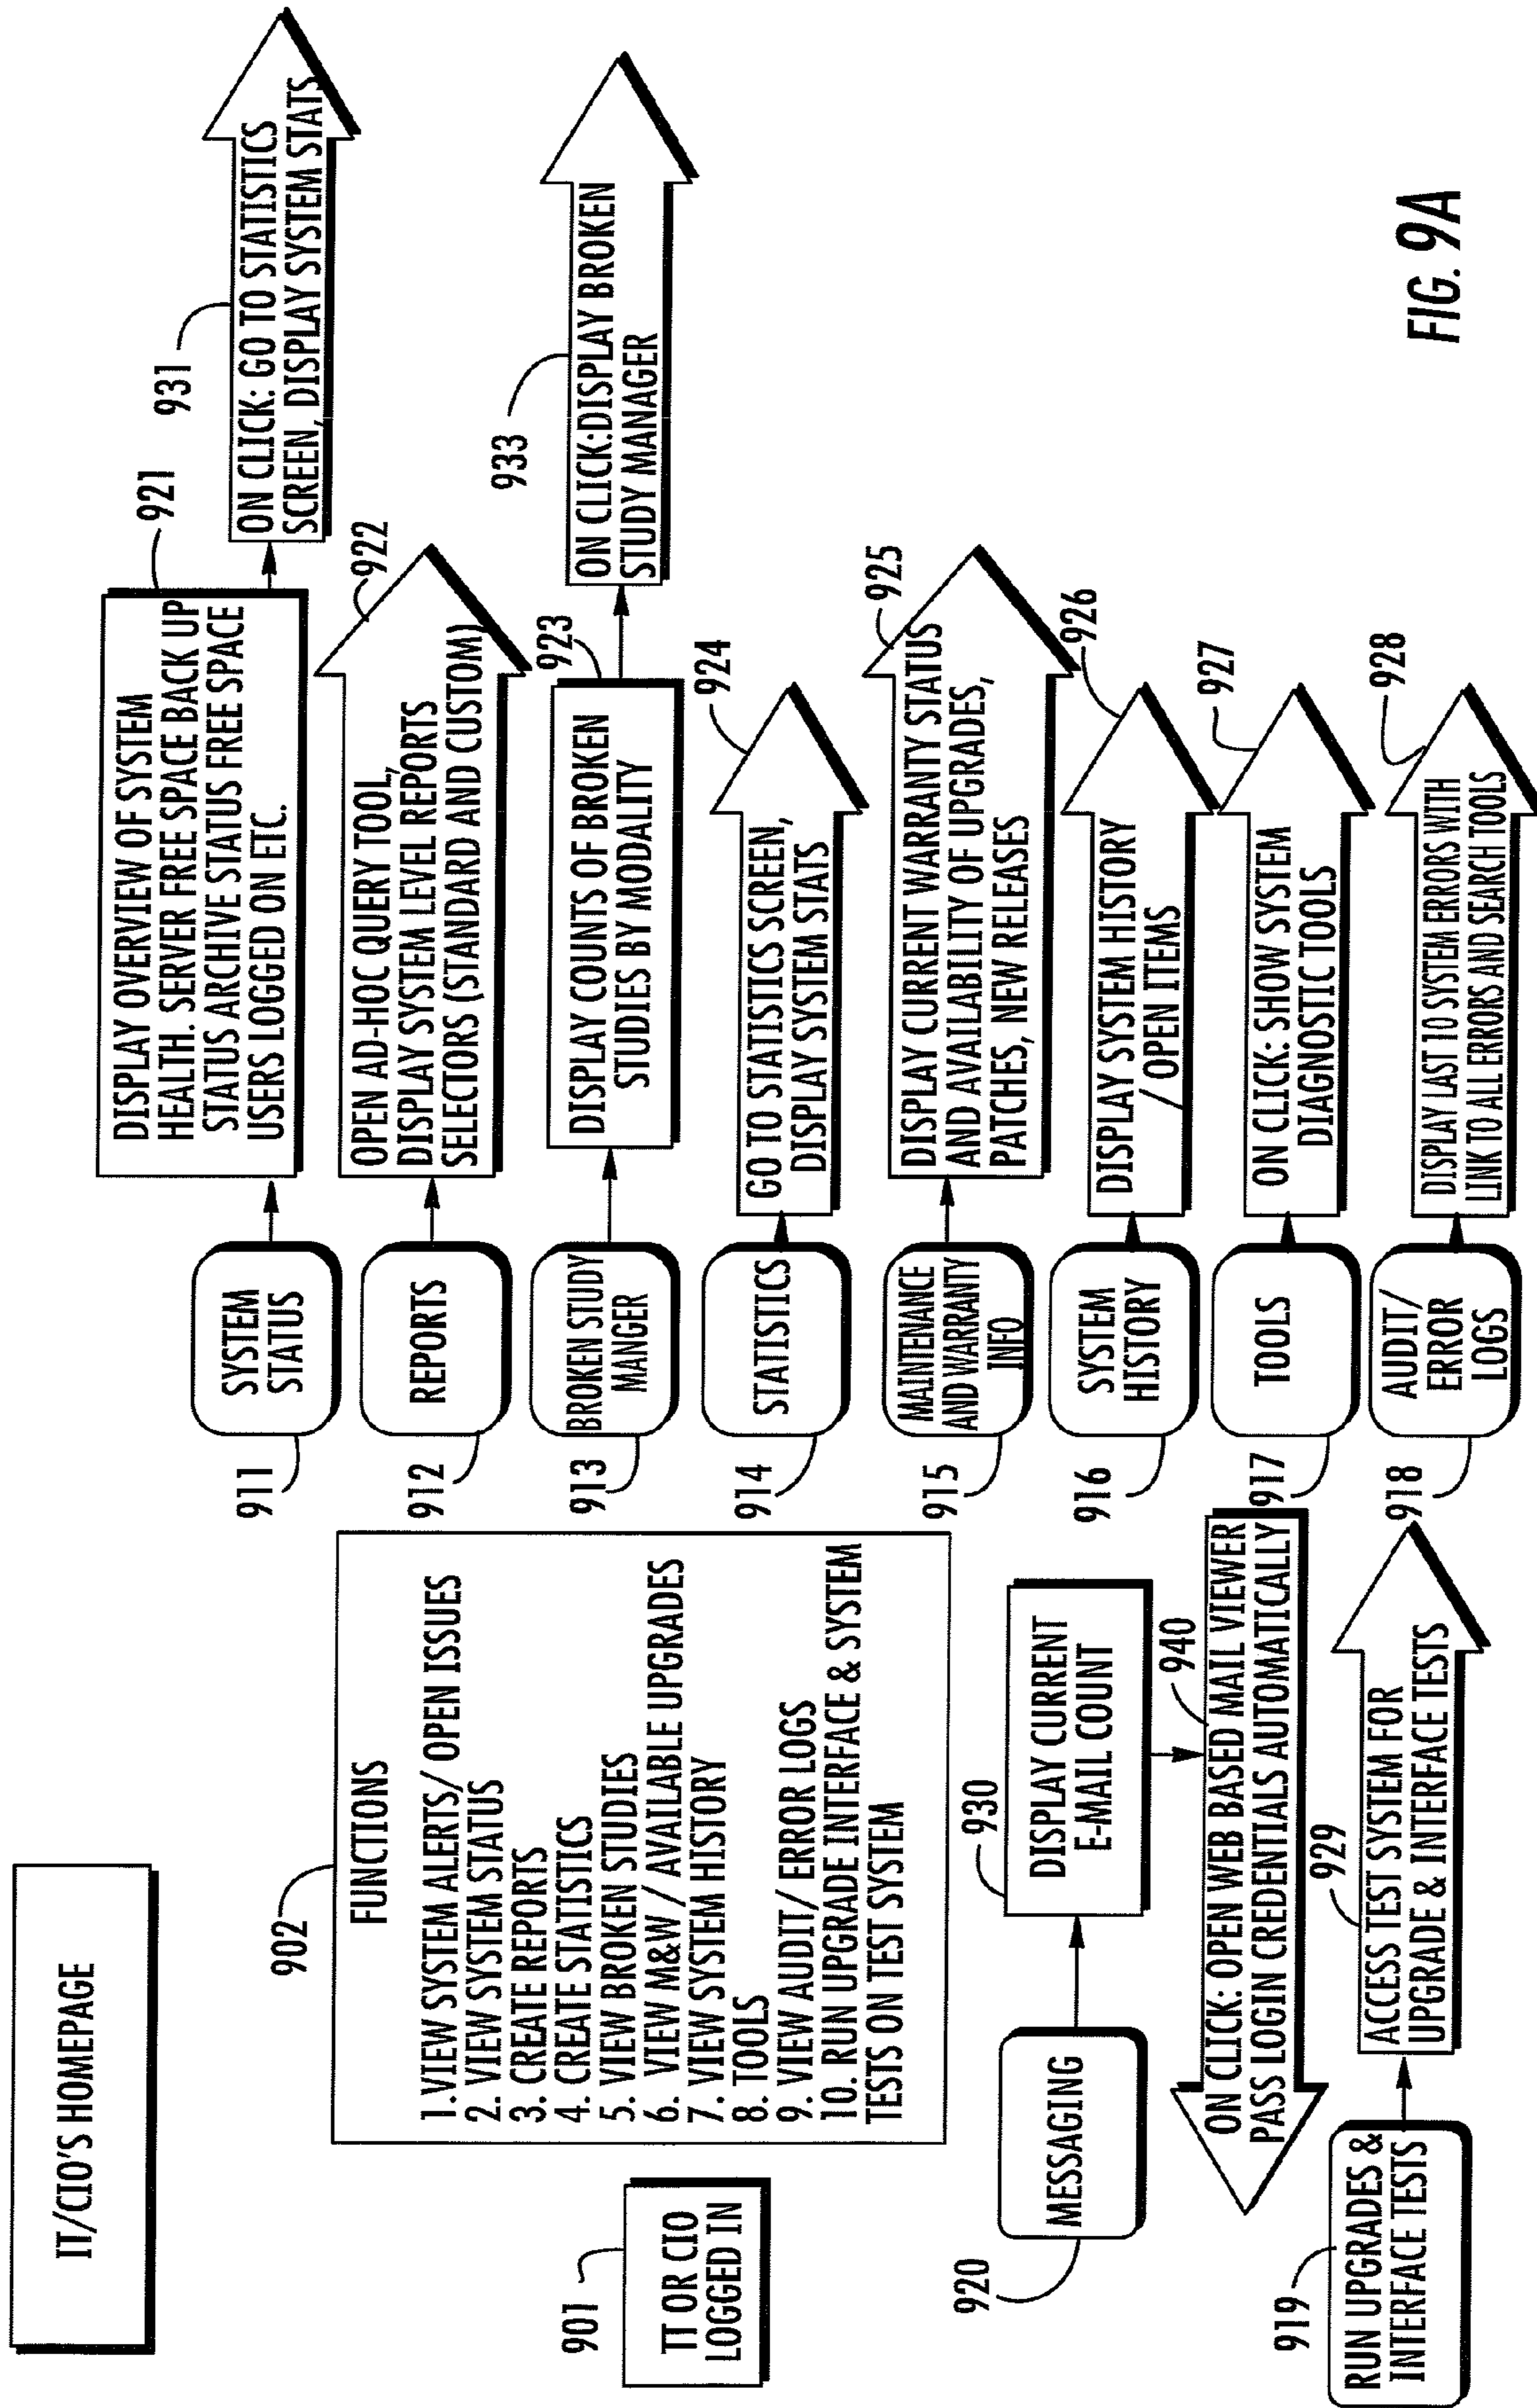 IT/CIO'S HOMEPAGE
901
TT OR CIO
LOGGED IN
902
FUNCTIONS
1. VIEW SYSTEM ALERTS/ OPEN ISSUES
2. VIEW SYSTEM STATUS
3. CREATE REPORTS
4. CREATE STATISTICS
5. VIEW BROKEN STUDIES
6. VIEW M&W / AVAILABLE UPGRADES
7. VIEW SYSTEM HISTORY
8. TOOLS
9. VIEW AUDIT/ ERROR LOGS
10. RUN UPGRADE INTERFACE & SYSTEM
TESTS ON TEST SYSTEM
920
MESSAGING
930
DISPLAY CURRENT
E-MAIL COUNT
940
ON CLICK: OPEN WEB BASED MAIL VIEWER
PASS LOGIN CREDENTIALS AUTOMATICALLY
919
RUN UPGRADES &
INTERFACE TESTS
929
ACCESS TEST SYSTEM FOR
UPGRADE & INTERFACE TESTS
911
SYSTEM
STATUS
921
DISPLAY OVERVIEW OF SYSTEM
HEALTH. SERVER FREE SPACE BACK UP
STATUS ARCHIVE STATUS FREE SPACE
USERS LOGGED ON ETC.
931
ON CLICK: GO TO STATISTICS
SCREEN, DISPLAY SYSTEM STATS
912
REPORTS
922
OPEN AD-HOC QUERY TOOL,
DISPLAY SYSTEM LEVEL REPORTS
SELECTORS (STANDARD AND CUSTOM)
913
BROKEN STUDY
MANGER
923
DISPLAY COUNTS OF BROKEN
STUDIES BY MODALITY
933
ON CLICK:DISPLAY BROKEN
STUDY MANAGER
914
STATISTICS
924
GO TO STATISTICS SCREEN,
DISPLAY SYSTEM STATS
915
MAINTENANCE
AND WARRANTY
INFO
925
DISPLAY CURRENT WARRANTY STATUS
AND AVAILABILITY OF UPGRADES,
PATCHES, NEW RELEASES
916
SYSTEM
HISTORY
926
DISPLAY SYSTEM HISTORY
/ OPEN ITEMS
917
TOOLS
927
ON CLICK: SHOW SYSTEM
DIAGNOSTIC TOOLS
918
AUDIT/
ERROR
LOGS
928
DISPLAY LAST 10 SYSTEM ERRORS WITH
LINK TO ALL ERRORS AND SEARCH TOOLS
FIG. 9A